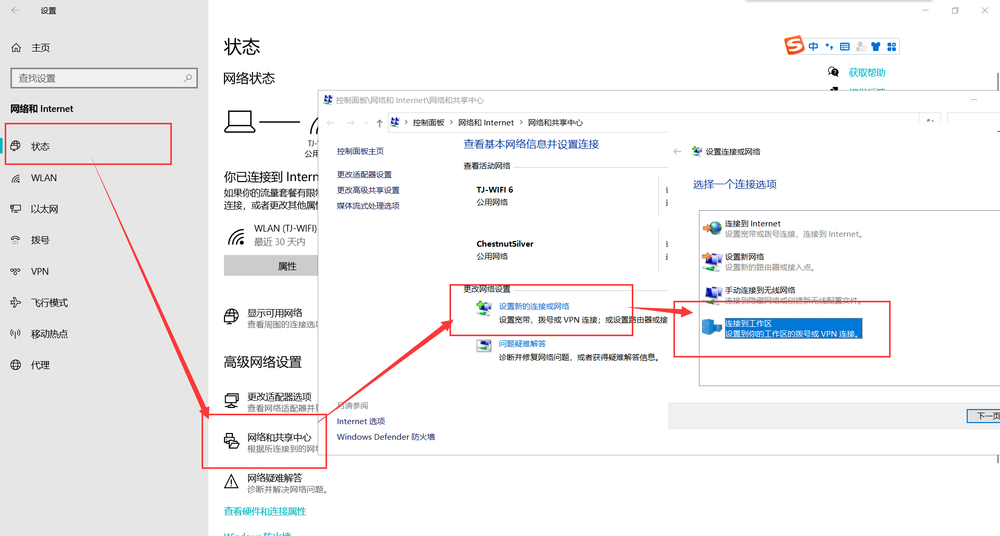 设置
主页
查找设置
网络和 Internet
状态
WLAN
以太网
拨号
VPN
飞行模式
移动热点
代理
状态
网络状态
TJ-
公用
你已连接到 Intern
如果你的流量套餐有限制
连接，或者更改其他属性
WLAN (TJ-WIFI)
最近 30 天内
属性
显示可用网络
查看周围的连接选项
高级网络设置
更改适配器选项
查看网络适配器并更
网络和共享中心
根据所连接到的网络
网络疑难解答
诊断并解决网络问题。
查看硬件和连接属性
Windows 防火墙
中
获取帮助
提供反馈
控制面板\网络和 Internet\网络和共享中心
控制面板 > 网络和 Internet > 网络和共享中心
控制面板主页
更改适配器设置
更改高级共享设置
媒体流式处理选项
查看基本网络信息并设置连接
查看活动网络
TJ-WIFI 6
公用网络
ChestnutSilver
公用网络
更改网络设置
设置新的连接或网络
设置宽带、拨号或 VPN 连接；或设置路由器或接
问题疑难解答
诊断并修复网络问题，或者获得疑难解答信息。
另请参阅
Internet 选项
Windows Defender 防火墙
设置连接或网络
选择一个连接选项
连接到 Internet
设置宽带或拨号连接，连接到 Internet。
设置新网络
设置新的路由器或接入点。
手动连接到无线网络
连接到隐藏网络或创建新无线配置文件。
连接到工作区
设置到你的工作区的拨号或 VPN 连接。
下一页